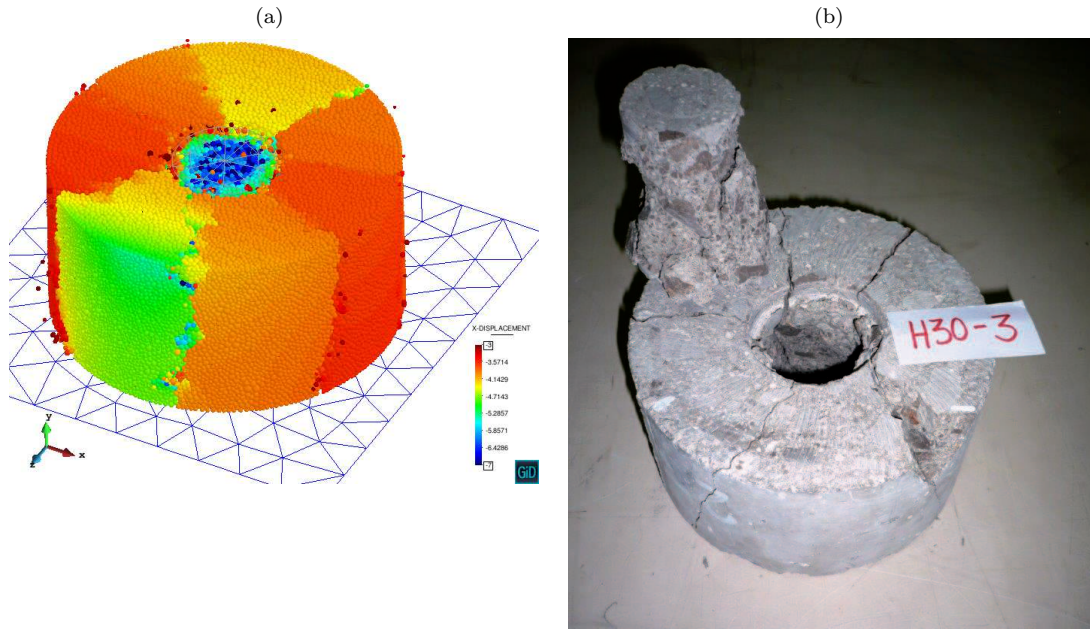 (a)
(b)
X-DISPLACEMENT
-3
-3.5714
-4.1429
-4.7143
-5.2857
-5.8571
-6.4286
-7
y
x
z
GiD
H30-3